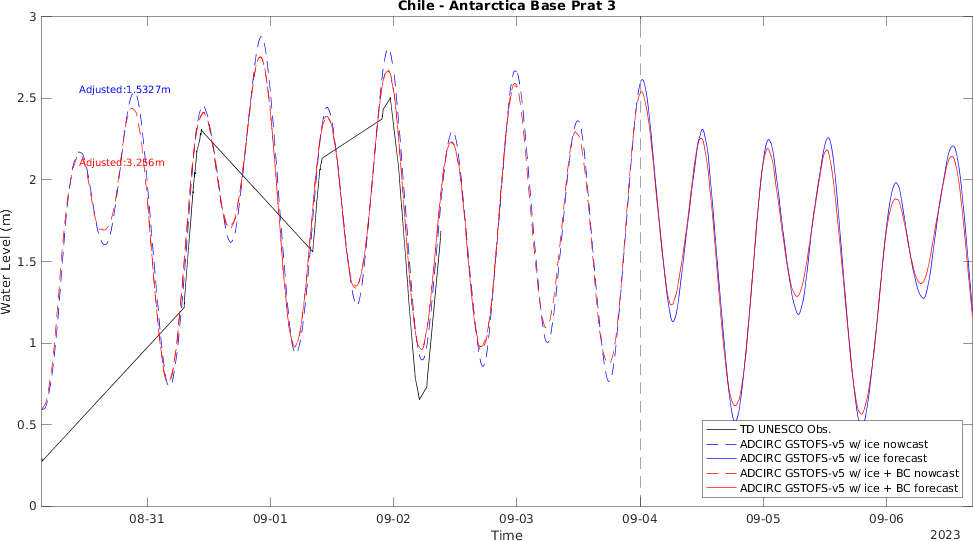 Chile - Antarctica Base Prat 3
3
2.5
2
1.5
1
0.5
0
Water Level (m)
Adjusted:1.5327m
Adjusted:3.256m
TD UNESCO Obs.
ADCIRC GSTOFS-v5 w/ ice nowcast
ADCIRC GSTOFS-v5 w/ ice forecast
ADCIRC GSTOFS-v5 w/ ice + BC nowcast
ADCIRC GSTOFS-v5 w/ ice + BC forecast
08-31 09-01 09-02 09-03 09-04 09-05 09-06
Time
2023